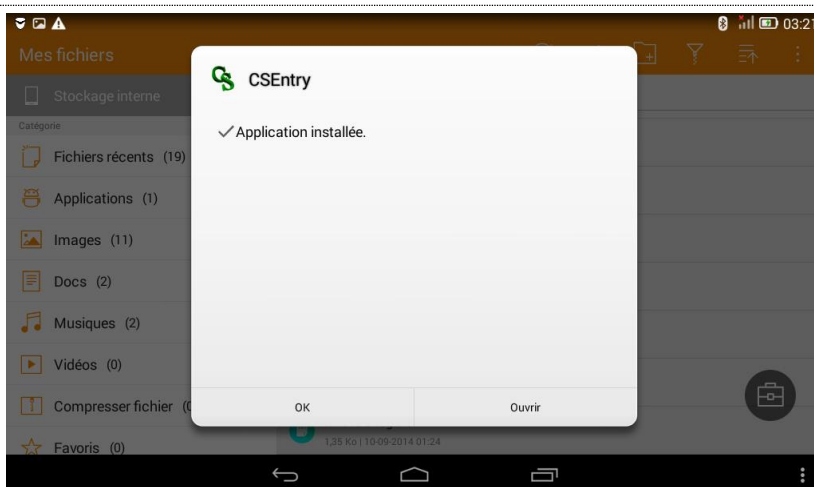 03:21
Mes fichiers
Stockage interne
Catégorie
Fichiers récents (19)
Applications (1)
Images (11)
Docs (2)
Musiques (2)
Vidéos (0)
Compresser fichier
Favoris (0)
CS CSEntry
Application installée.
OK
Ouvrir
1,35 Ko | 10-09-2014 01:24